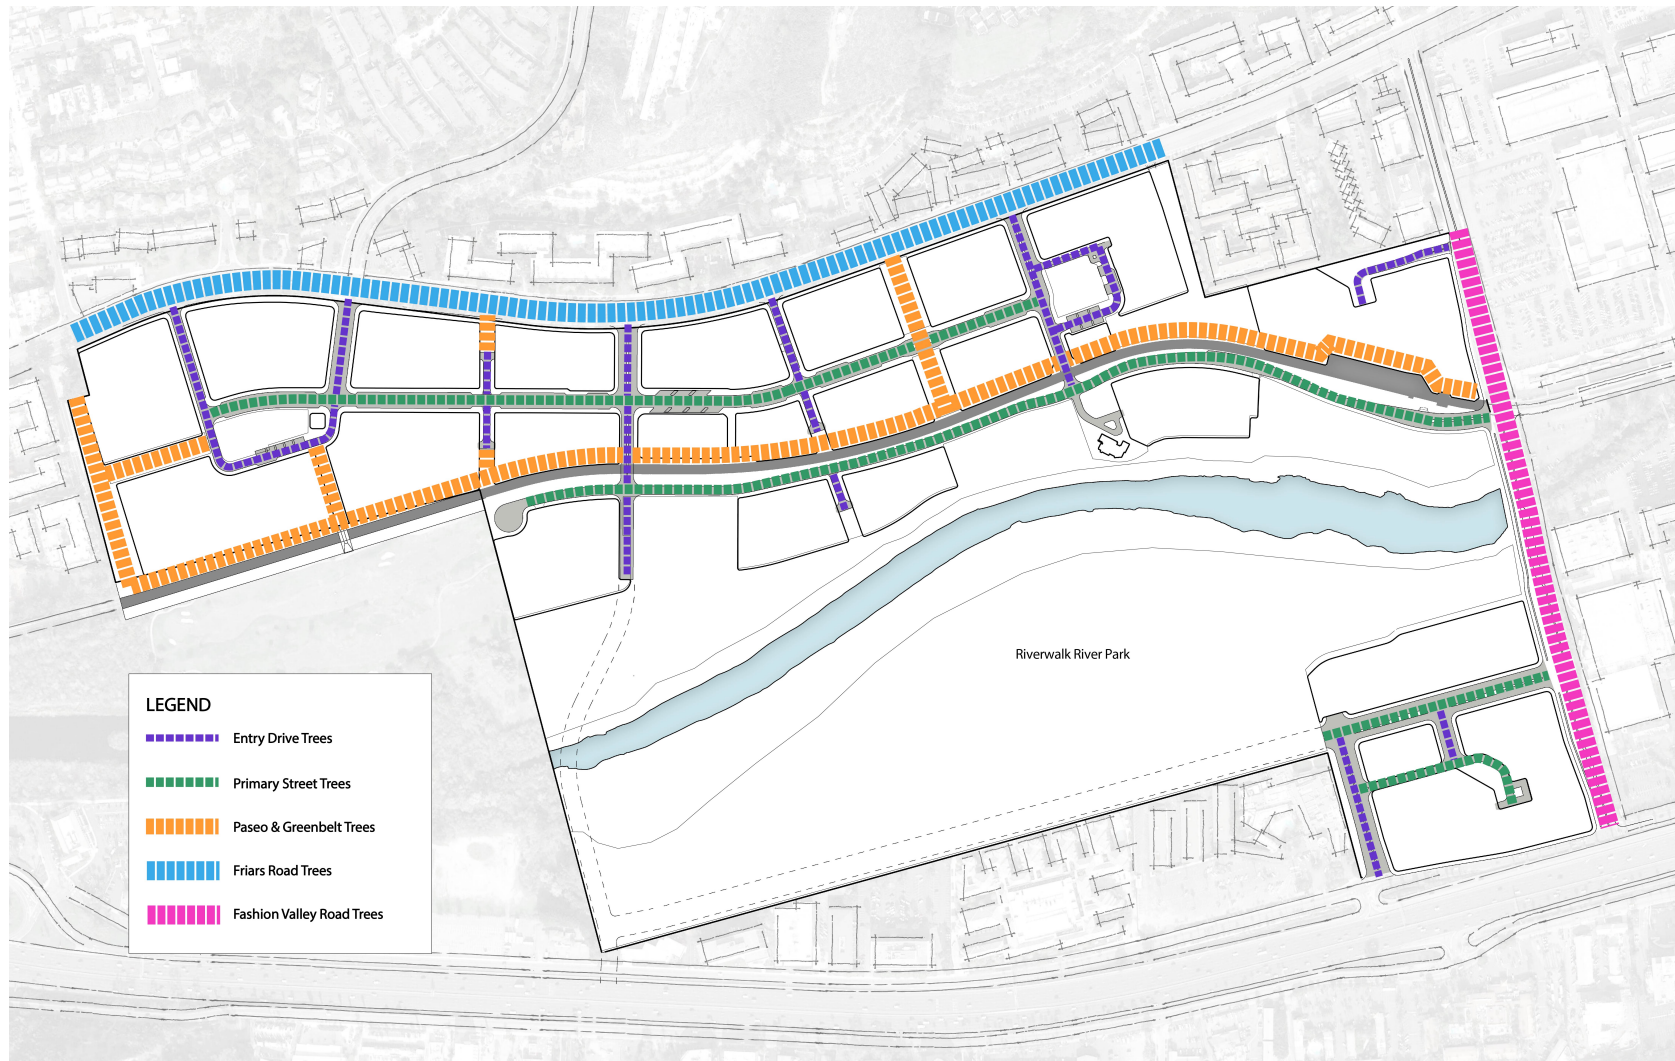 Riverwalk River Park
LEGEND
Entry Drive Trees
Primary Street Trees
Paseo & Greenbelt Trees
Friars Road Trees
Fashion Valley Road Trees